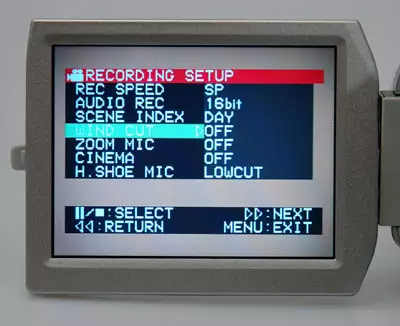 RECORDING SETUP
REC SPEED SP
AUDIO REC 16bit
SCENE INDEX DAY
WIND CUT ▷OFF
ZOOM MIC OFF
CINEMA OFF
H.SHOE MIC LOWCUT
⏸/■:SELECT ▷▷:NEXT
◁◁:RETURN MENU:EXIT